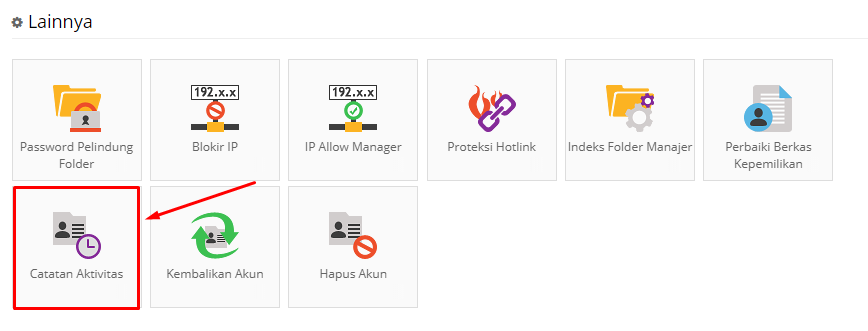 Lainnya
192.x.x
192.x.x
Password Pelindung
Folder
Blokir IP
IP Allow Manager
Proteksi Hotlink
Indeks Folder Manajer
Perbaiki Berkas
Kepemilikan
Catatan Aktivitas
Kembalikan Akun
Hapus Akun